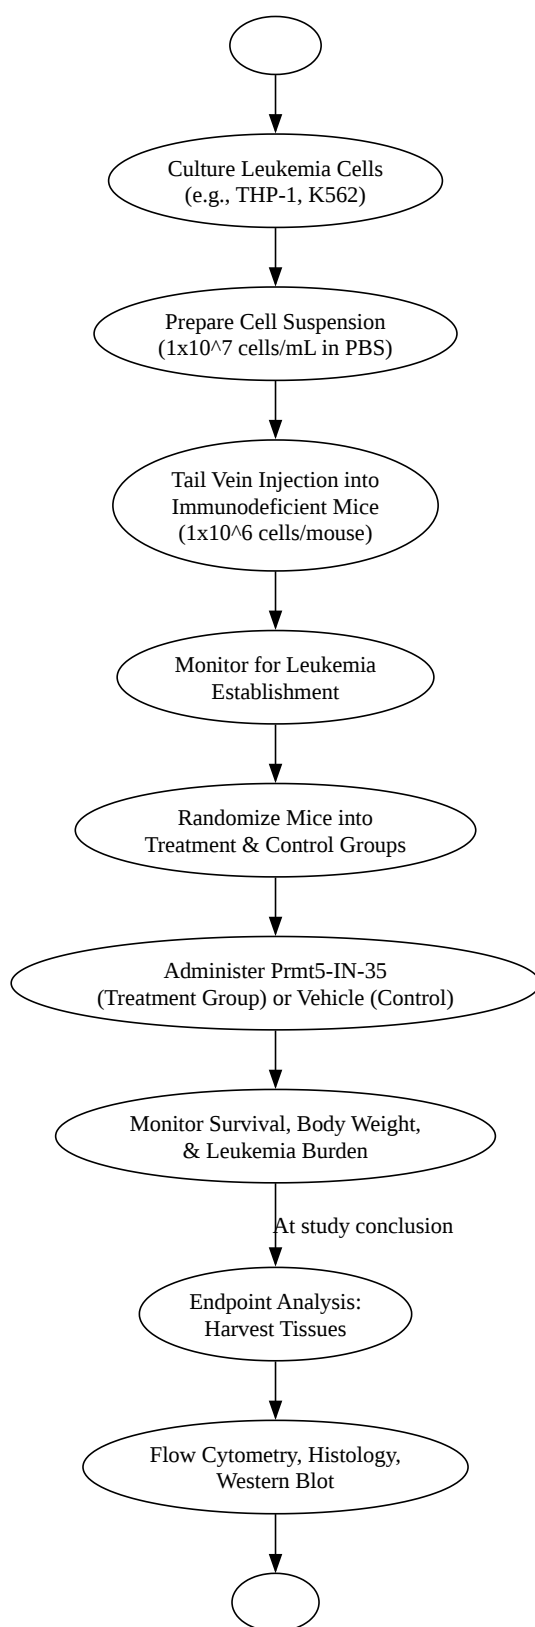 Culture Leukemia Cells
(e.g., THP-1, K562)
Prepare Cell Suspension
(1x10^7 cells/mL in PBS)
Tail Vein Injection into
Immunodeficient Mice
(1x10^6 cells/mouse)
Monitor for Leukemia
Establishment
Randomize Mice into
Treatment & Control Groups
Administer Prmt5-IN-35
(Treatment Group) or Vehicle (Control)
Monitor Survival, Body Weight,
& Leukemia Burden
At study conclusion
Endpoint Analysis:
Harvest Tissues
Flow Cytometry, Histology,
Western Blot